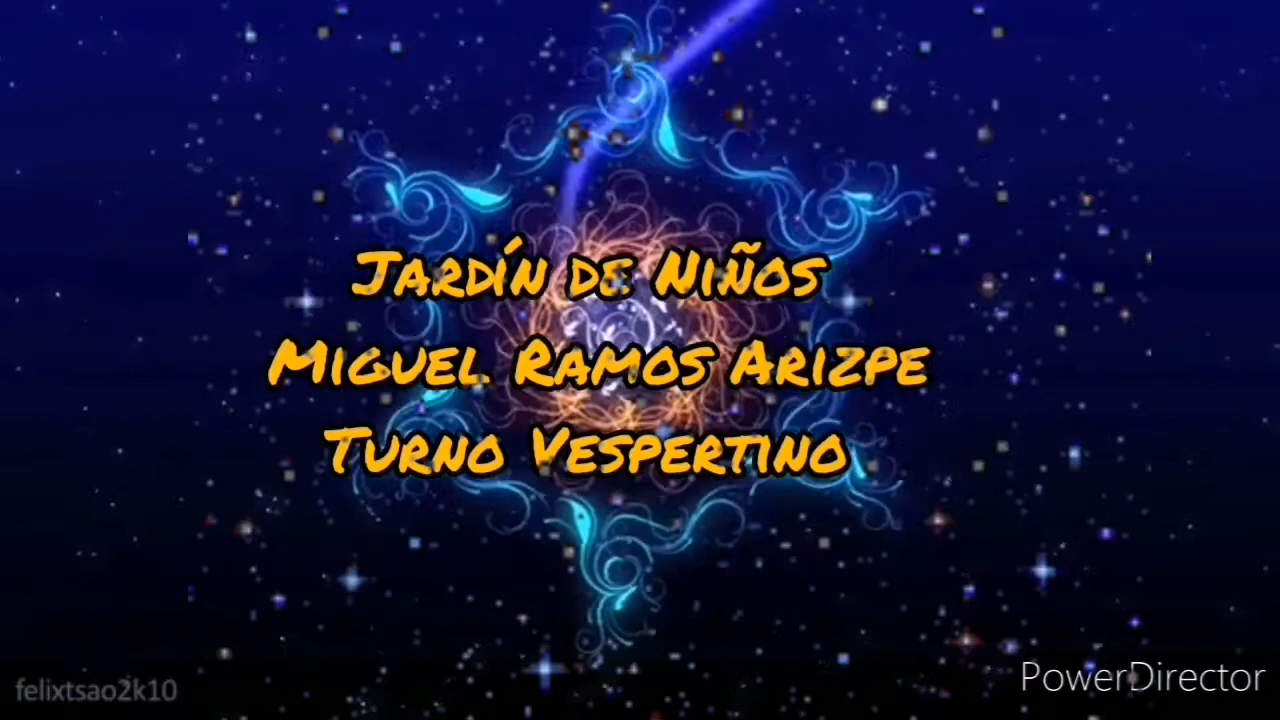 Jardín de Niños
Miguel Ramos Arizpe
Turno Vespertino
felixtsao2k10
PowerDirector